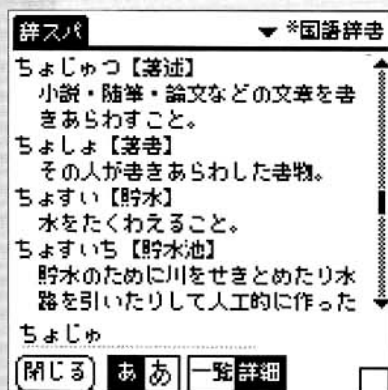 辞スパ ▼ *国語辞書
ちょじゅつ【著述】
小説・随筆・論文などの文章を書
きあらわすこと。
ちょしょ【著書】
その人が書きあらわした書物。
ちょすい【貯水】
水をたくわえること。
ちょすいち【貯水池】
貯水のために川をせきとめたり水
路を引いたりして人工的に作った
ちょじゅ
閉じる ああ 一覧 詳細